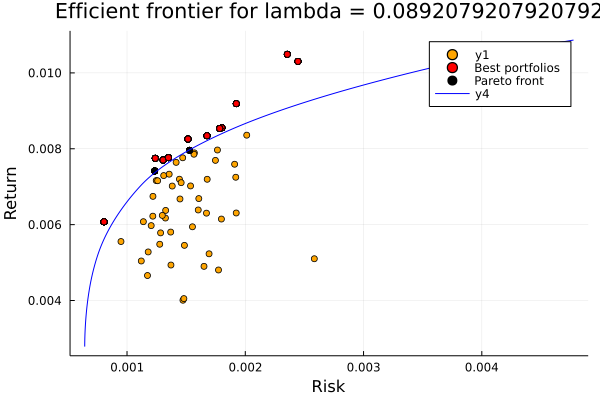 Efficient frontier for lambda = 0.0892079207920792
y1
Best portfolios
Pareto front
y4
0.010
0.008
0.006
0.004
Return
0.001
0.002
0.003
0.004
Risk